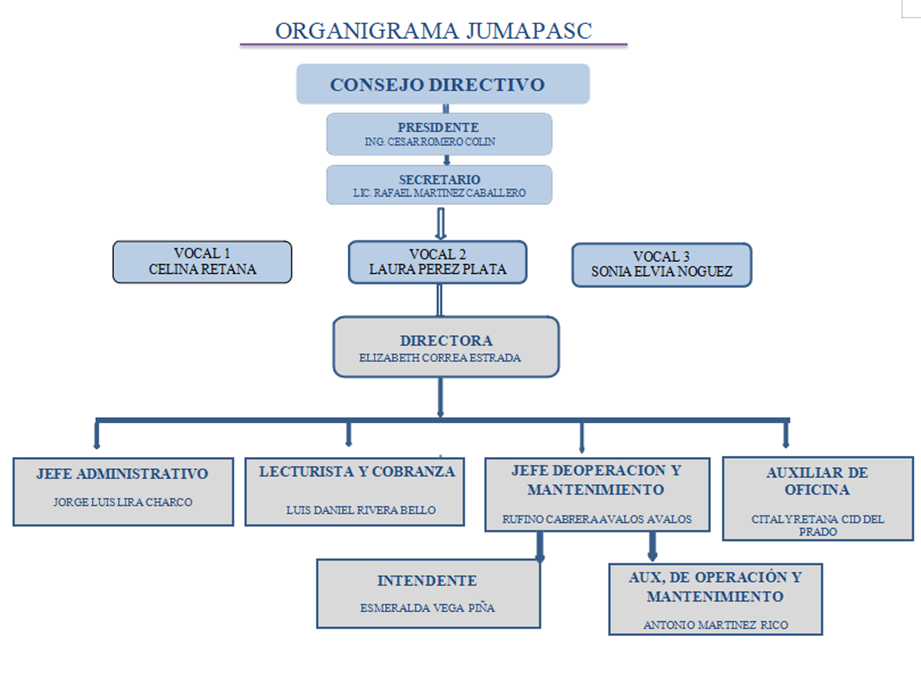 ORGANIGRAMA JUMAPASC
CONSEJO DIRECTIVO
PRESIDENTE
ING. CESAR ROMERO COLIN
SECRETARIO
LIC. RAFAEL MARTINEZ CABALLERO
VOCAL 1
CELINA RETANA
VOCAL 2
LAURA PEREZ PLATA
VOCAL 3
SONIA ELVIA NOGUEZ
DIRECTORA
ELIZABETH CORREA ESTRADA
JEFE ADMINISTRATIVO
JORGE LUIS LIRA CHARCO
LECTURISTA Y COBRANZA
LUIS DANIEL RIVERA BELLO
JEFE DEOPERACION Y
MANTENIMIENTO
RUFINO CABRERA AVALOS AVALOS
AUXILIAR DE
OFICINA
CITALY RETANA CID DEL
PRADO
INTENDENTE
ESMERALDA VEGA PIÑA
AUX, DE OPERACIÓN Y
MANTENIMIENTO
ANTONIO MARTINEZ RICO